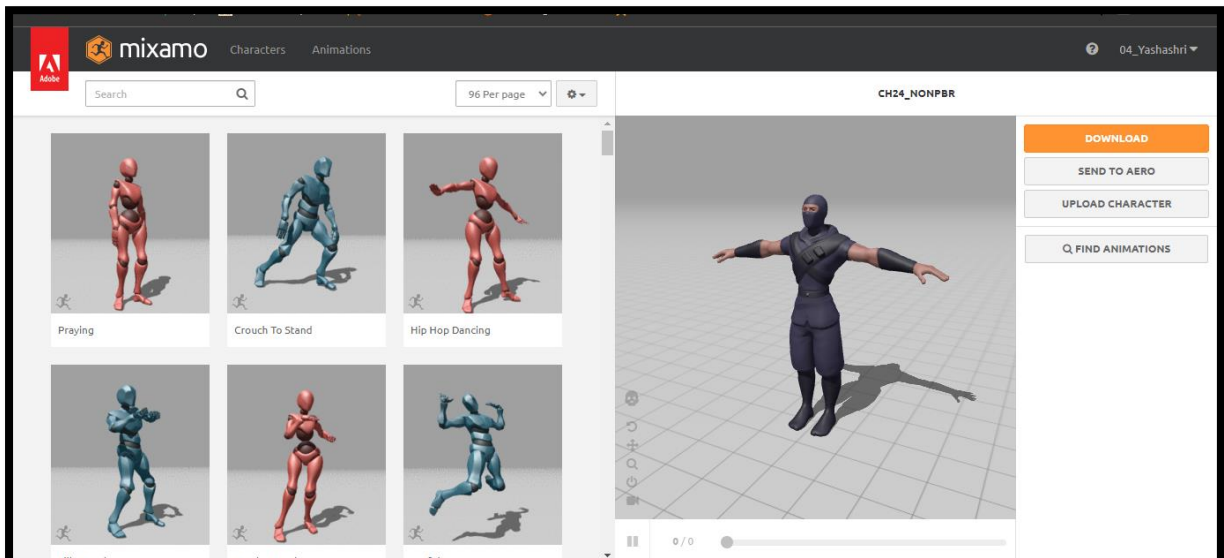 Adobe
mixamo
Characters
Animations
04_Yashashri
Search
96 Per page
CH24_NONPBR
Praying
Crouch To Stand
Hip Hop Dancing
DOWNLOAD
SEND TO AERO
UPLOAD CHARACTER
FIND ANIMATIONS
0 / 0